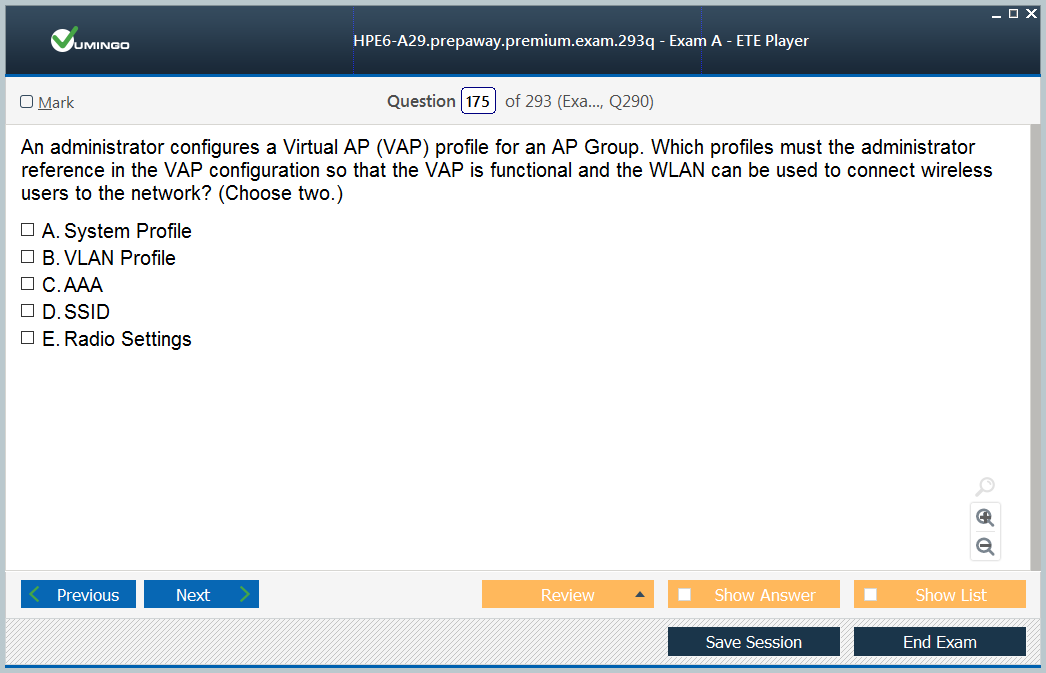 VUMINGO
HPE6-A29.prepaway.premium.exam.293q - Exam A - ETE Player
Mark
Question 175 of 293 (Exa..., Q290)
An administrator configures a Virtual AP (VAP) profile for an AP Group. Which profiles must the administrator
reference in the VAP configuration so that the VAP is functional and the WLAN can be used to connect wireless
users to the network? (Choose two.)
A. System Profile
B. VLAN Profile
C. AAA
D. SSID
E. Radio Settings
Previous
Next
Review
Show Answer
Show List
Save Session
End Exam